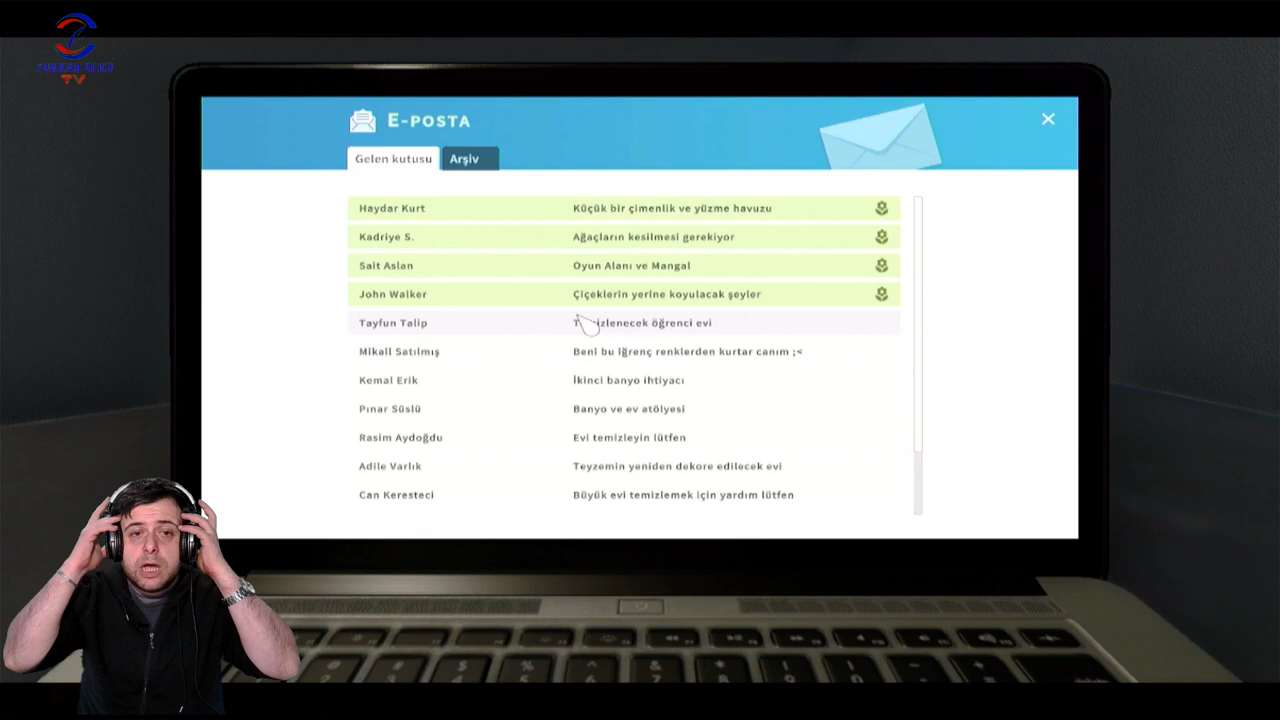 TV
E-POSTA
Gelen kutusu
Arşiv
Haydar Kurt Küçük bir çimenlik ve yüzme havuzu
Kadriye S. Ağaçların kesilmesi gerekiyor
Sait Aslan Oyun Alanı ve Mangal
John Walker Çiçeklerin yerine koyulacak şeyler
Tayfun Talip öğrenci evi
Mikail Satılmış Beni bu iğrenç renklerden kurtar canım ;<
Kemal Erik İkinci banyo ihtiyacı
Pınar Süslü Banyo ve ev atölyesi
Rasim Aydoğdu Evi temizleyin lütfen
Adile Varlık Teyzemin yeniden dekore edilecek evi
Can Keresteci Büyük evi temizlemek için yardım lütfen